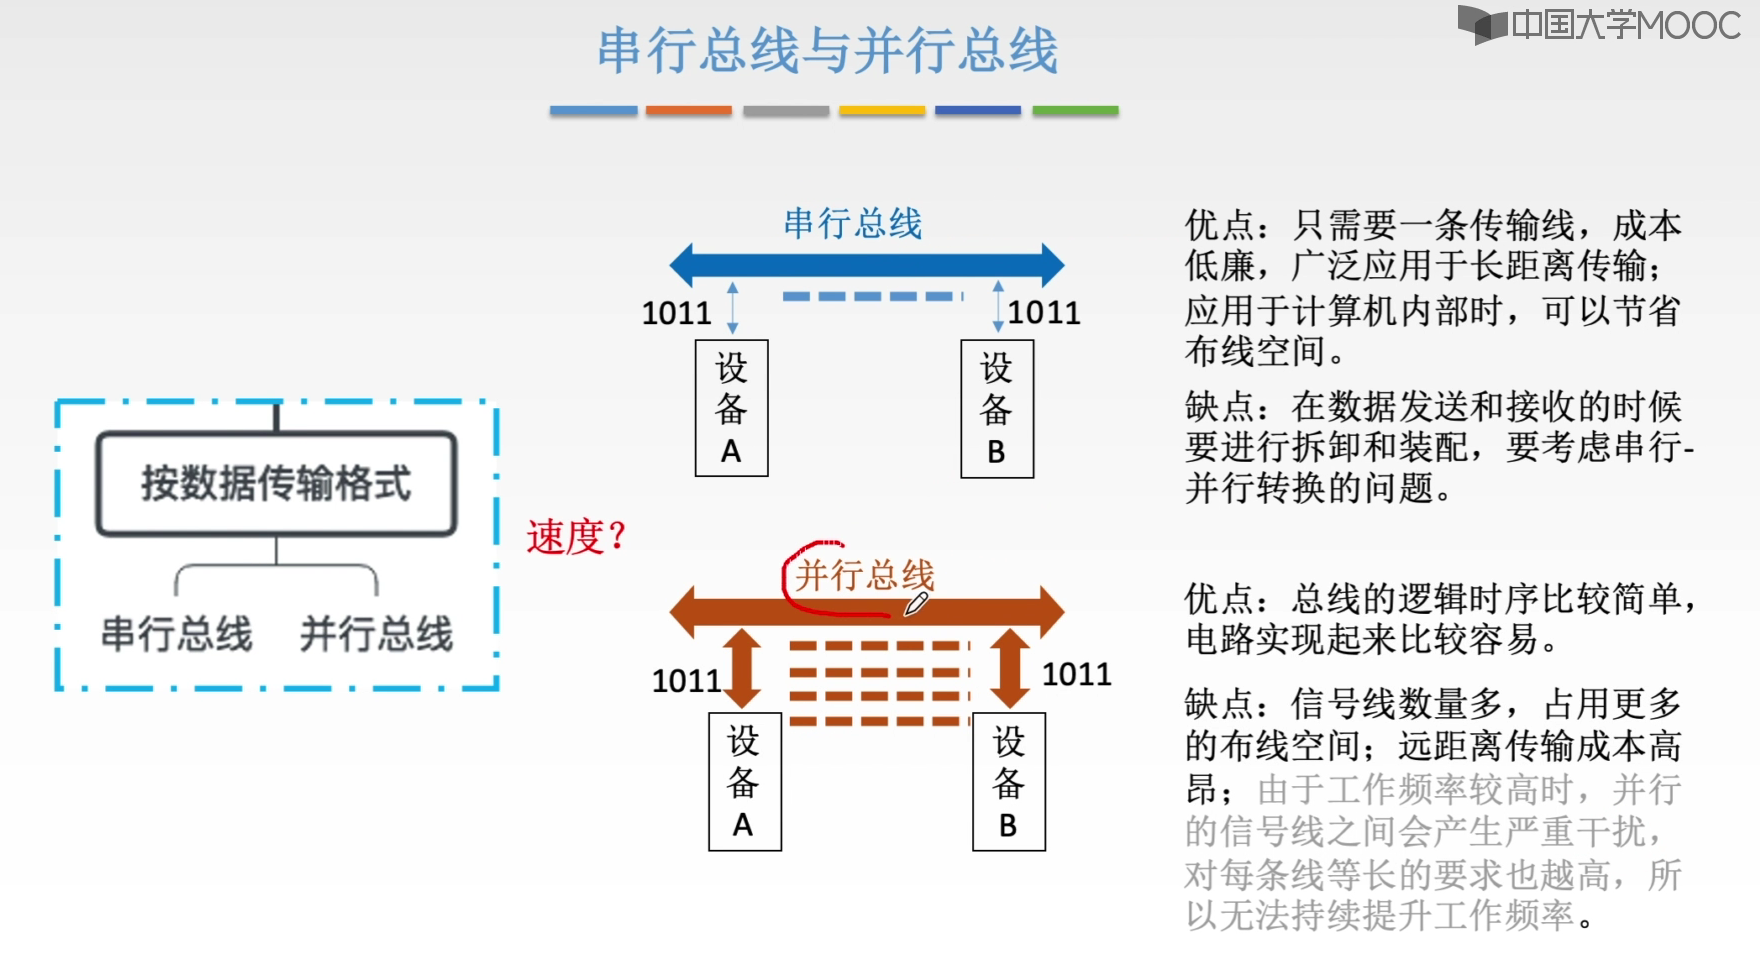 中国大学MOOC
串行总线与并行总线
按数据传输格式
串行总线 并行总线
速度？
串行总线
1011
1011
设
备
A
设
备
B
优点：只需要一条传输线，成本
低廉，广泛应用于长距离传输；
应用于计算机内部时，可以节省
布线空间。
缺点：在数据发送和接收的时候
要进行拆卸和装配，要考虑串行-
并行转换的问题。
并行总线
1011
1011
设
备
A
设
备
B
优点：总线的逻辑时序比较简单，
电路实现起来比较容易。
缺点：信号线数量多，占用更多
的布线空间；远距离传输成本高
昂；由于工作频率较高时，并行
的信号线之间会产生严重干扰，
对每条线等长的要求也越高，所
以无法持续提升工作频率。